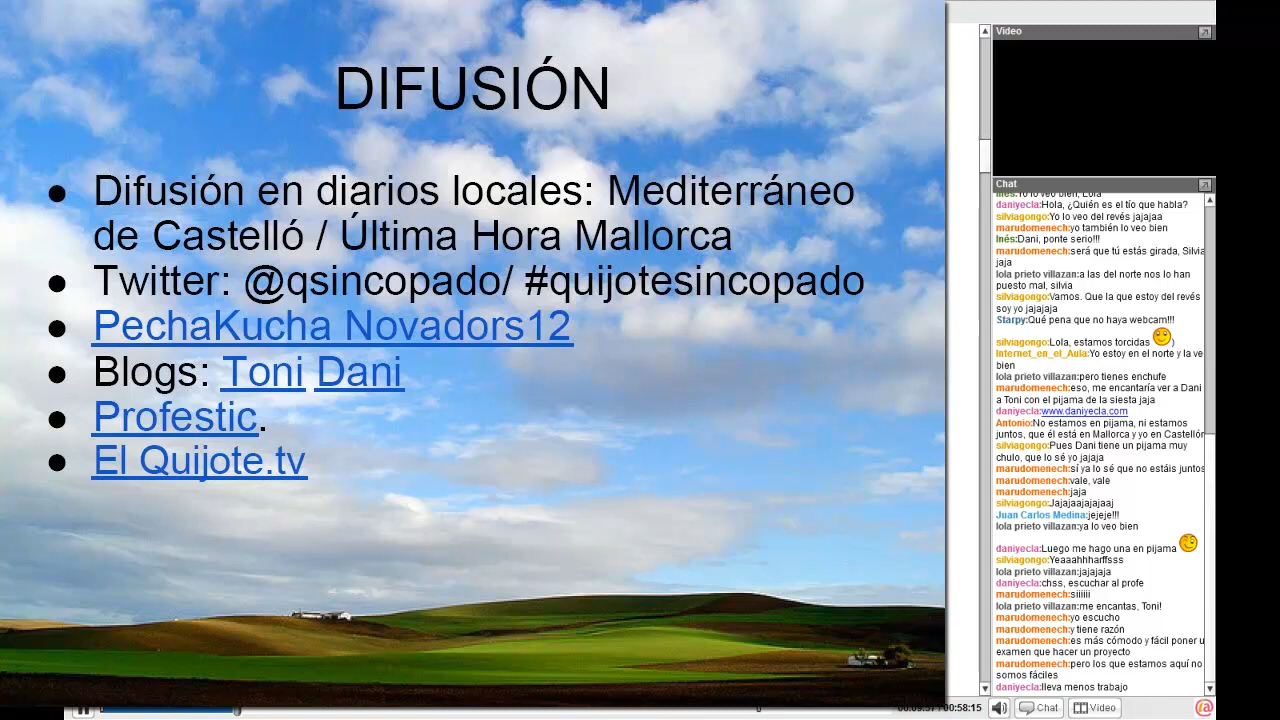 DIFUSIÓN
● Difusión en diarios locales: Mediterráneo
de Castelló / Última Hora Mallorca
● Twitter: @qsincopado/ #quijotesincopado
● PechaKucha Novadors12
● Blogs: Toni Dani
● Profestic.
● El Quijote.tv
Video
Chat
Inés:Yo lo veo bien, Lola
daniyecla:Hola, ¿Quién es el tío que habla?
silviagongo:Yo lo veo del revés jajajaa
marudomenech:yo también lo veo bien
Inés:Dani, ponte serio!!!
marudomenech:será que tú estás girada, Silvia
jaja
lola prieto villazan:a las del norte nos lo han
puesto mal, silvia
silviagongo:Vamos. Que la que estoy del revés
soy yo jajajaja
Starpy:Qué pena que no haya webcam!!!
silviagongo:Lola, estamos torcidas )
Internet_en_el_Aula:Yo estoy en el norte y la ve
bien
lola prieto villazan:pero tienes enchufe
marudomenech:eso, me encantaría ver a Dani
a Toni con el pijama de la siesta jaja
daniyecla:www.daniyecla.com
Antonio:No estamos en pijama, ni estamos
juntos, que él está en Mallorca y yo en Castellón
silviagongo:Pues Dani tiene un pijama muy
chulo, que lo sé yo jajaja
marudomenech:sí ya lo sé que no estáis juntos
marudomenech:vale, vale
marudomenech:jaja
silviagongo:Jajajaajajajaaj
Juan Carlos Medina:jejeje!!!
lola prieto villazan:ya lo veo bien
daniyecla:Luego me hago una en pijama
silviagongo:Yeaaahhharffsss
lola prieto villazan:jajajaja
daniyecla:chss, escuchar al profe
marudomenech:siiiiii
lola prieto villazan:me encantas, Toni!
marudomenech:yo escucho
marudomenech:y tiene razón
marudomenech:es más cómodo y fácil poner u
examen que hacer un proyecto
marudomenech:pero los que estamos aquí no
somos fáciles
daniyecla:lleva menos trabajo
/ 00:58:15
Chat
Video